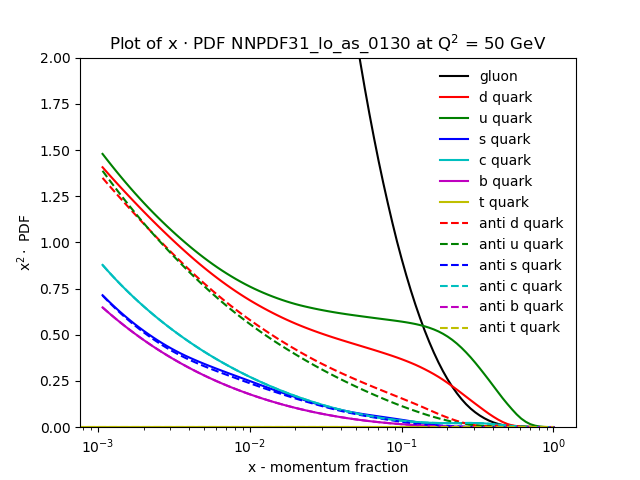 Plot of x · PDF NNPDF31_lo_as_0130 at Q² = 50 GeV
2.00
1.75
1.50
1.25
1.00
0.75
0.50
0.25
0.00
x² · PDF
gluon
d quark
u quark
s quark
c quark
b quark
t quark
anti d quark
anti u quark
anti s quark
anti c quark
anti b quark
anti t quark
10⁻³ 10⁻² 10⁻¹ 10⁰
x - momentum fraction